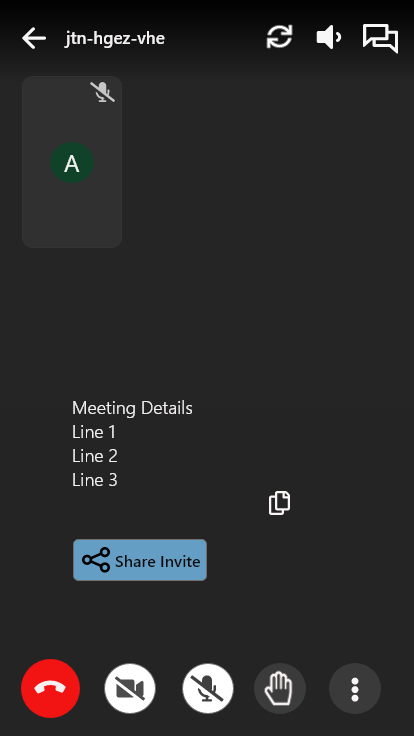 jtn-hgez-vhe
A
Meeting Details
Line 1
Line 2
Line 3
Share Invite